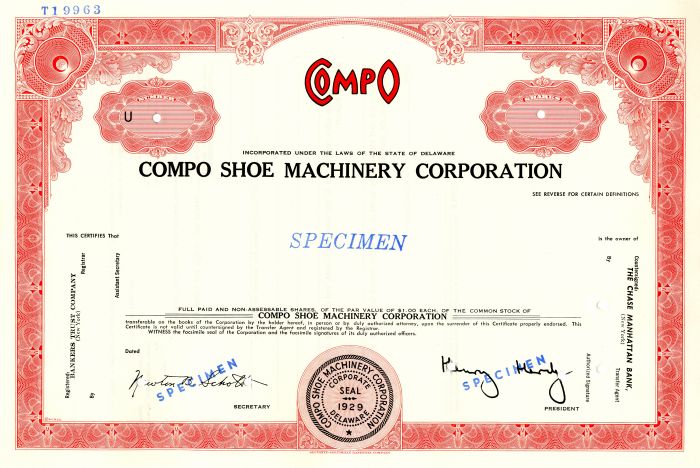 T19963
COMPO
U
INCORPORATED UNDER THE LAWS OF THE STATE OF DELAWARE
COMPO SHOE MACHINERY CORPORATION
SEE REVERSE FOR CERTAIN DEFINITIONS
SPECIMEN
THIS CERTIFIES That
is the owner of
FULL PAID AND NON-ASSESSABLE SHARES, OF THE PAR VALUE OF $1.00 EACH, OF THE COMMON STOCK OF
COMPO SHOE MACHINERY CORPORATION
transferable on the books of the Corporation by the holder hereof, in person or by duly authorized attorney, upon the surrender of this Certificate properly endorsed. This
Certificate is not valid until countersigned by the Transfer Agent and registered by the Registrar.
WITNESS the facsimile seal of the Corporation and the facsimile signatures of its duly authorized officers.
Dated
SPECIMEN
SECRETARY
COMPO SHOE MACHINERY CORPORATION
CORPORATE
SEAL
1929
DELAWARE
Henry Hardy
SPECIMEN
PRESIDENT
Registered:
BANKERS TRUST COMPANY
(New York)
Registrar
By
Assistant Secretary
Countersigned:
THE CHASE MANHATTAN BANK,
(New York)
Transfer Agent
By
Authorized Signature